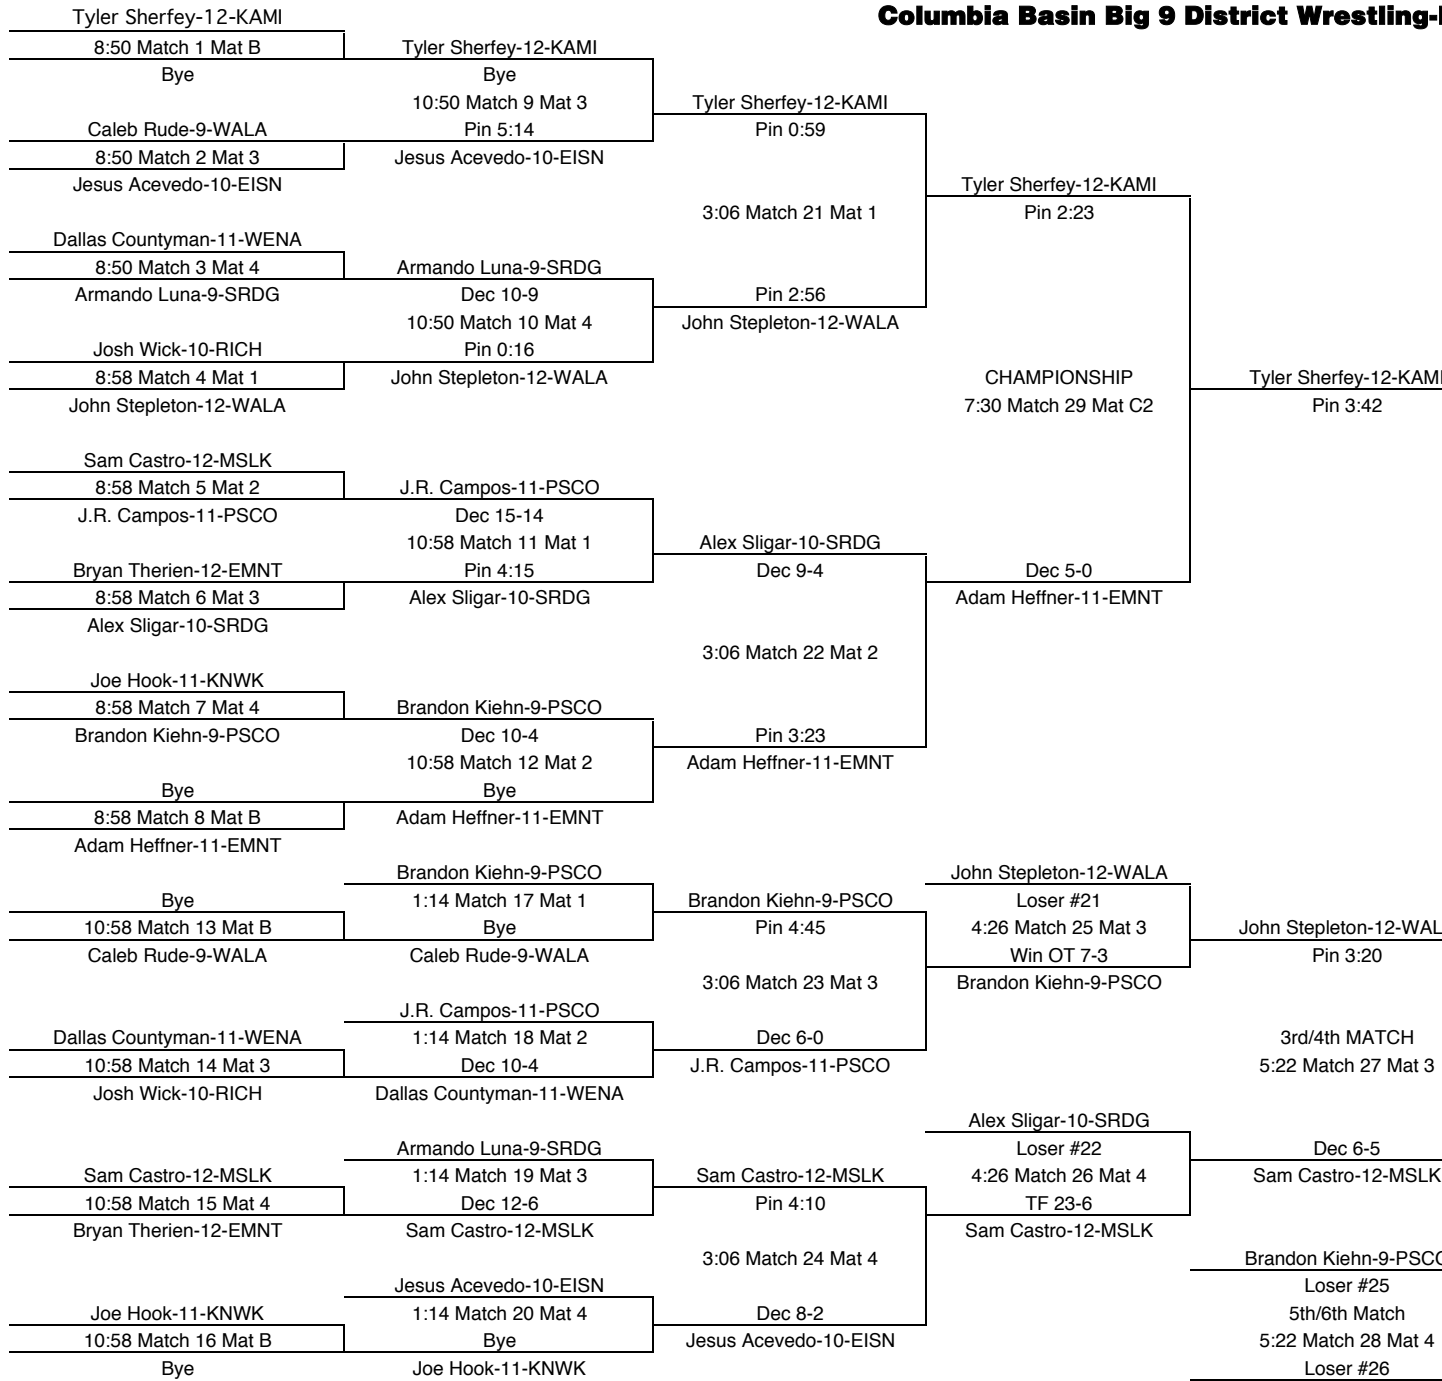 Columbia Basin Big 9 District Wrestling-
Tyler Sherfey-12-KAMI
8:50 Match 1 Mat B
Bye
Caleb Rude-9-WALA
8:50 Match 2 Mat 3
Jesus Acevedo-10-EISN
Dallas Countyman-11-WENA
8:50 Match 3 Mat 4
Armando Luna-9-SRDG
Josh Wick-10-RICH
8:58 Match 4 Mat 1
John Stepleton-12-WALA
Sam Castro-12-MSLK
8:58 Match 5 Mat 2
J.R. Campos-11-PSCO
Bryan Therien-12-EMNT
8:58 Match 6 Mat 3
Alex Sligar-10-SRDG
Joe Hook-11-KNWK
8:58 Match 7 Mat 4
Brandon Kiehn-9-PSCO
Bye
8:58 Match 8 Mat B
Adam Heffner-11-EMNT
Tyler Sherfey-12-KAMI
Bye
10:50 Match 9 Mat 3
Pin 5:14
Jesus Acevedo-10-EISN
Armando Luna-9-SRDG
Dec 10-9
10:50 Match 10 Mat 4
Pin 0:16
John Stepleton-12-WALA
J.R. Campos-11-PSCO
Dec 15-14
10:58 Match 11 Mat 1
Pin 4:15
Alex Sligar-10-SRDG
Brandon Kiehn-9-PSCO
Dec 10-4
10:58 Match 12 Mat 2
Bye
Adam Heffner-11-EMNT
Tyler Sherfey-12-KAMI
Pin 0:59
3:06 Match 21 Mat 1
Pin 2:56
John Stepleton-12-WALA
Alex Sligar-10-SRDG
Dec 9-4
3:06 Match 22 Mat 2
Pin 3:23
Adam Heffner-11-EMNT
Tyler Sherfey-12-KAMI
Pin 2:23
CHAMPIONSHIP
7:30 Match 29 Mat C2
Dec 5-0
Adam Heffner-11-EMNT
Tyler Sherfey-12-KAMI
Pin 3:42
Bye
10:58 Match 13 Mat B
Caleb Rude-9-WALA
Dallas Countyman-11-WENA
10:58 Match 14 Mat 3
Josh Wick-10-RICH
Sam Castro-12-MSLK
10:58 Match 15 Mat 4
Bryan Therien-12-EMNT
Joe Hook-11-KNWK
10:58 Match 16 Mat B
Bye
Brandon Kiehn-9-PSCO
1:14 Match 17 Mat 1
Bye
Caleb Rude-9-WALA
J.R. Campos-11-PSCO
1:14 Match 18 Mat 2
Dec 10-4
Dallas Countyman-11-WENA
Armando Luna-9-SRDG
1:14 Match 19 Mat 3
Dec 12-6
Sam Castro-12-MSLK
Jesus Acevedo-10-EISN
1:14 Match 20 Mat 4
Bye
Joe Hook-11-KNWK
Brandon Kiehn-9-PSCO
Pin 4:45
3:06 Match 23 Mat 3
Dec 6-0
J.R. Campos-11-PSCO
Sam Castro-12-MSLK
Pin 4:10
3:06 Match 24 Mat 4
Dec 8-2
Jesus Acevedo-10-EISN
John Stepleton-12-WALA
Loser #21
4:26 Match 25 Mat 3
Win OT 7-3
Brandon Kiehn-9-PSCO
Alex Sligar-10-SRDG
Loser #22
4:26 Match 26 Mat 4
TF 23-6
Sam Castro-12-MSLK
John Stepleton-12-WAL
Pin 3:20
3rd/4th MATCH
5:22 Match 27 Mat 3
Dec 6-5
Sam Castro-12-MSLK
Brandon Kiehn-9-PSCO
Loser #25
5th/6th Match
5:22 Match 28 Mat 4
Loser #26